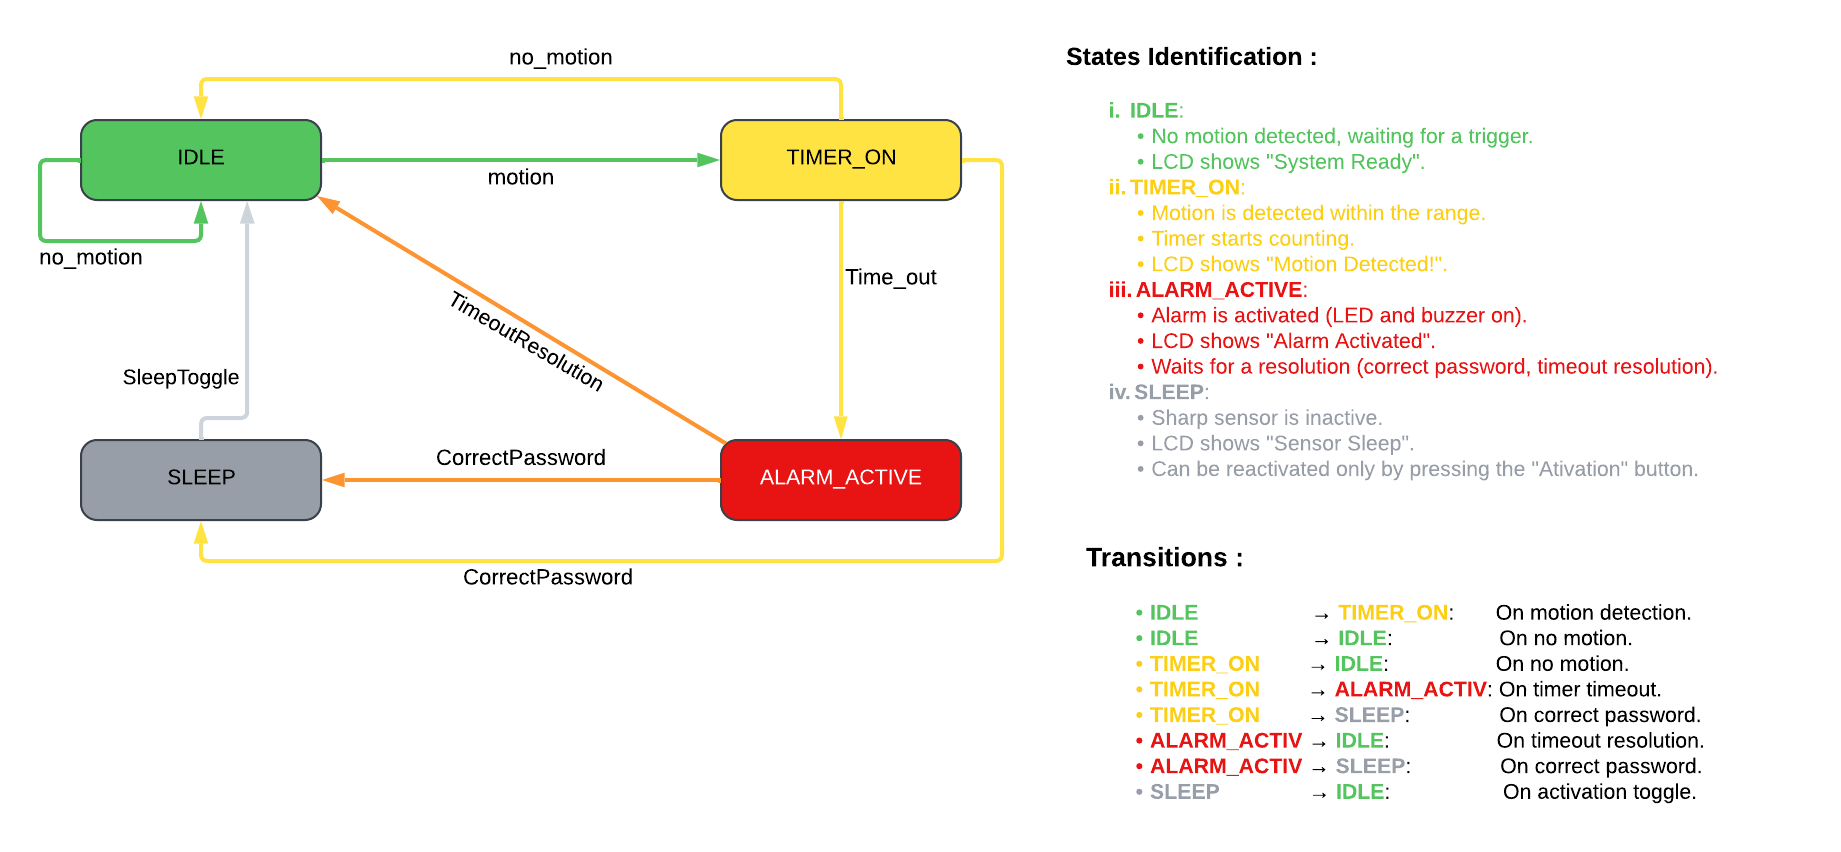 no_motion
IDLE
TIMER_ON
motion
no_motion
Time_out
TimeoutResolution
SleepToggle
CorrectPassword
SLEEP
ALARM_ACTIVE
CorrectPassword
States Identification :
i. IDLE:
• No motion detected, waiting for a trigger.
• LCD shows "System Ready".
ii. TIMER_ON:
• Motion is detected within the range.
• Timer starts counting.
• LCD shows "Motion Detected!".
iii. ALARM_ACTIVE:
• Alarm is activated (LED and buzzer on).
• LCD shows "Alarm Activated".
• Waits for a resolution (correct password, timeout resolution).
iv. SLEEP:
• Sharp sensor is inactive.
• LCD shows "Sensor Sleep".
• Can be reactivated only by pressing the "Ativation" button.
Transitions :
• IDLE → TIMER_ON: On motion detection.
• IDLE → IDLE: On no motion.
• TIMER_ON → IDLE: On no motion.
• TIMER_ON → ALARM_ACTIV: On timer timeout.
• TIMER_ON → SLEEP: On correct password.
• ALARM_ACTIV → IDLE: On timeout resolution.
• ALARM_ACTIV → SLEEP: On correct password.
• SLEEP → IDLE: On activation toggle.